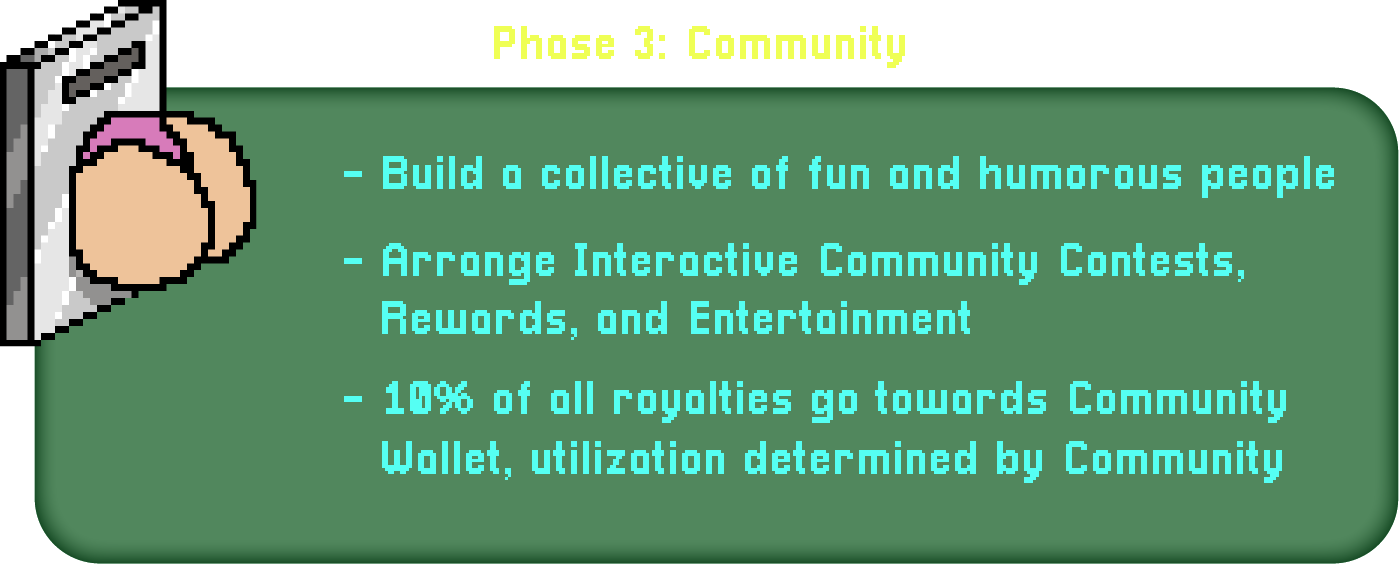 Phase 3: Community
- Build a collective of fun and humorous people
- Arrange Interactive Community Contests,
Rewards, and Entertainment
- 10% of all royalties go towards Community
Wallet, utilization determined by Community